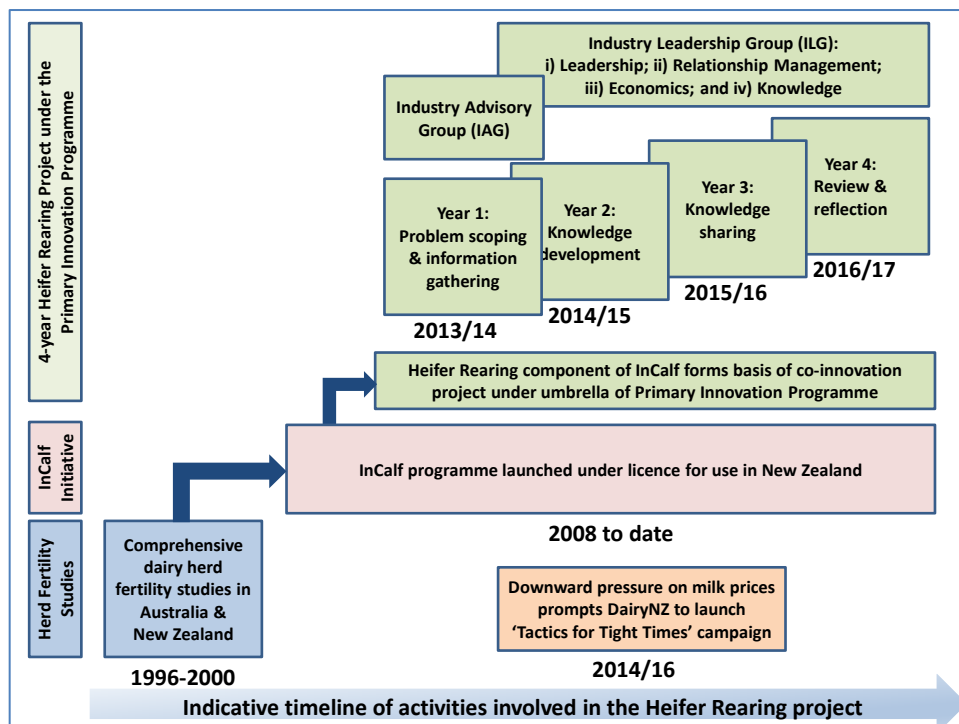 4-year Heifer Rearing Project under the
Primary Innovation Programme
Industry Leadership Group (ILG):
i) Leadership; ii) Relationship Management;
iii) Economics; and iv) Knowledge
Industry Advisory
Group (IAG)
Year 1:
Problem scoping
& information
gathering
2013/14
Year 2:
Knowledge
development
2014/15
Year 3:
Knowledge
sharing
2015/16
Year 4:
Review &
reflection
2016/17
Heifer Rearing component of InCalf forms basis of co-innovation
project under umbrella of Primary Innovation Programme
InCalf
Initiative
InCalf programme launched under licence for use in New Zealand
2008 to date
Herd Fertility
Studies
Comprehensive
dairy herd
fertility studies in
Australia &
New Zealand
1996-2000
Downward pressure on milk prices
prompts DairyNZ to launch
‘Tactics for Tight Times’ campaign
2014/16
Indicative timeline of activities involved in the Heifer Rearing project